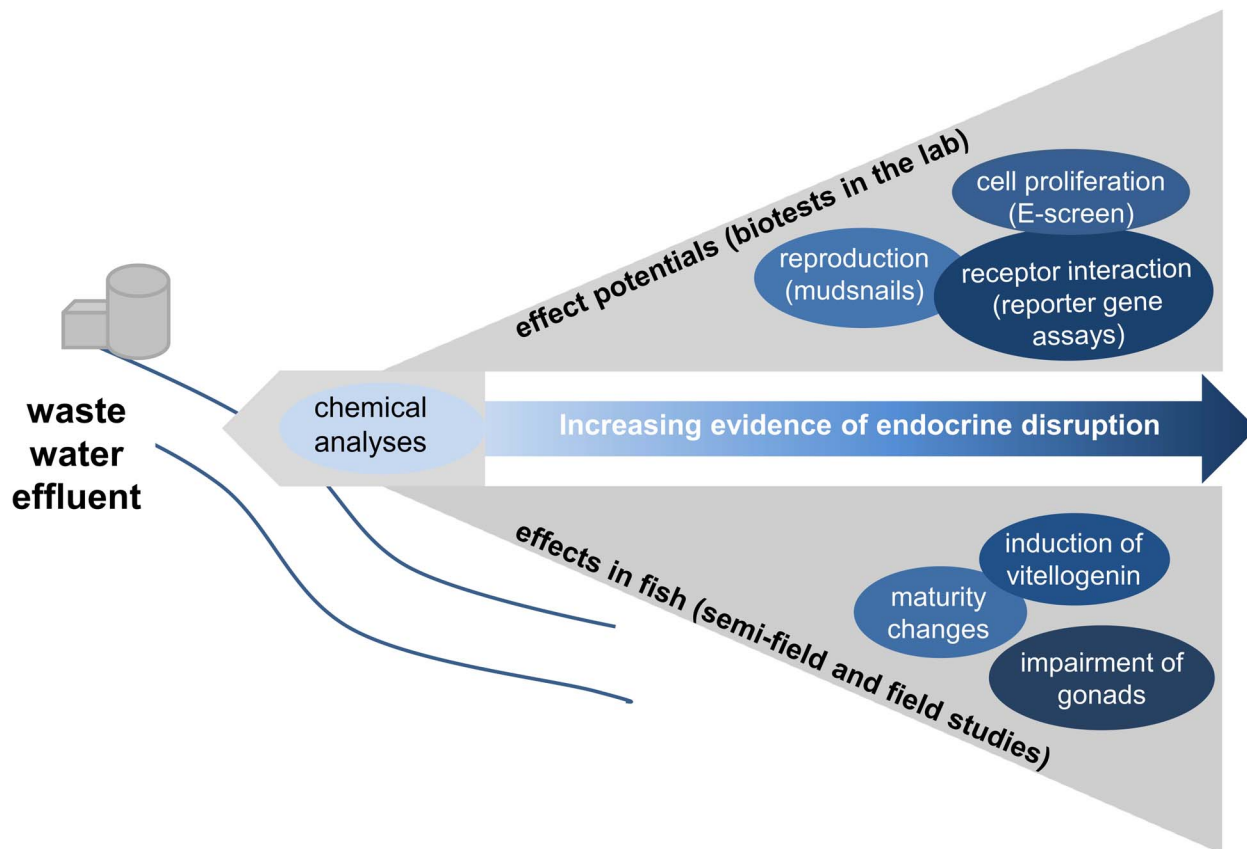 effect potentials (biotests in the lab)
cell proliferation
(E-screen)
reproduction
(mudsnails)
receptor interaction
(reporter gene
assays)
waste
water
effluent
chemical
analyses
Increasing evidence of endocrine disruption
effects in fish (semi-field and field studies)
induction of
vitellogenin
maturity
changes
impairment of
gonads